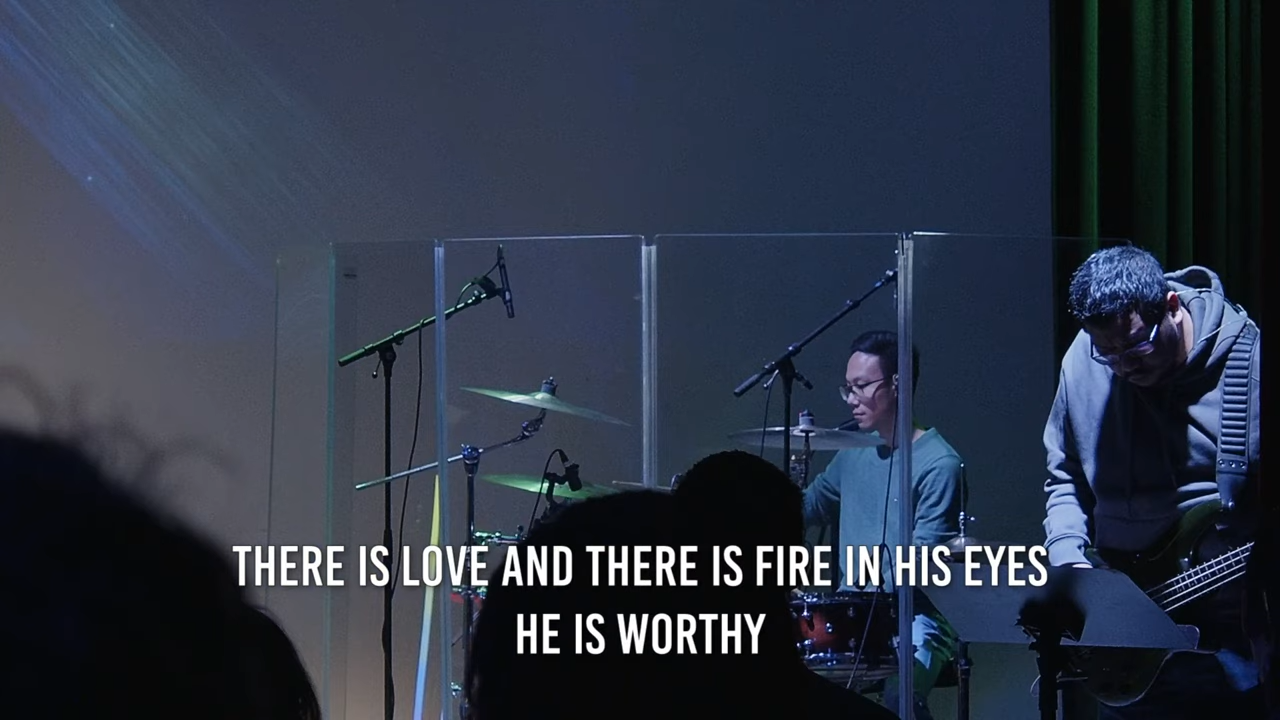 THERE IS LOVE AND THERE IS FIRE IN HIS EYES
HE IS WORTHY